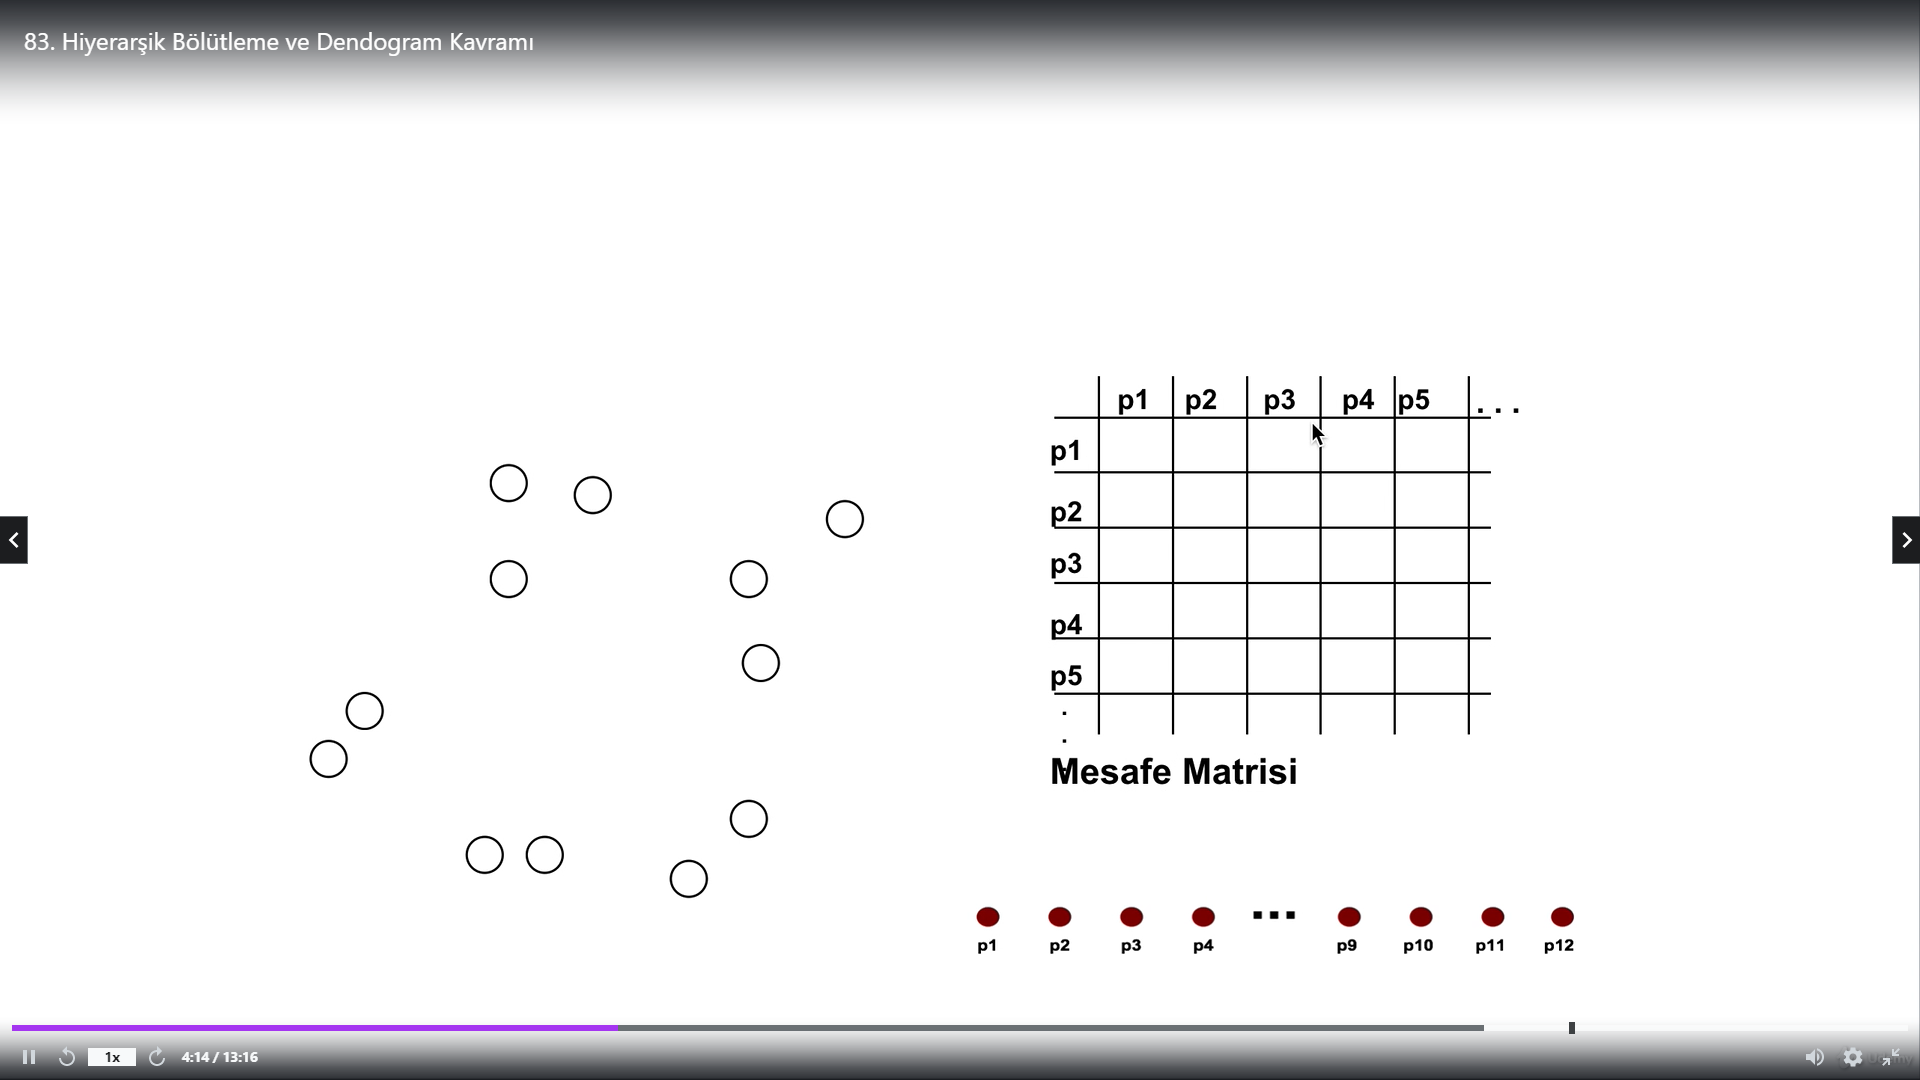 83. Hiyerarşik Bölütleme ve Dendogram Kavramı
p1 p2 p3 p4 p5 ...
p1
p2
p3
p4
p5
.
.
Mesafe Matrisi
...
p1 p2 p3 p4 p9 p10 p11 p12
1x 4:14 / 13:16